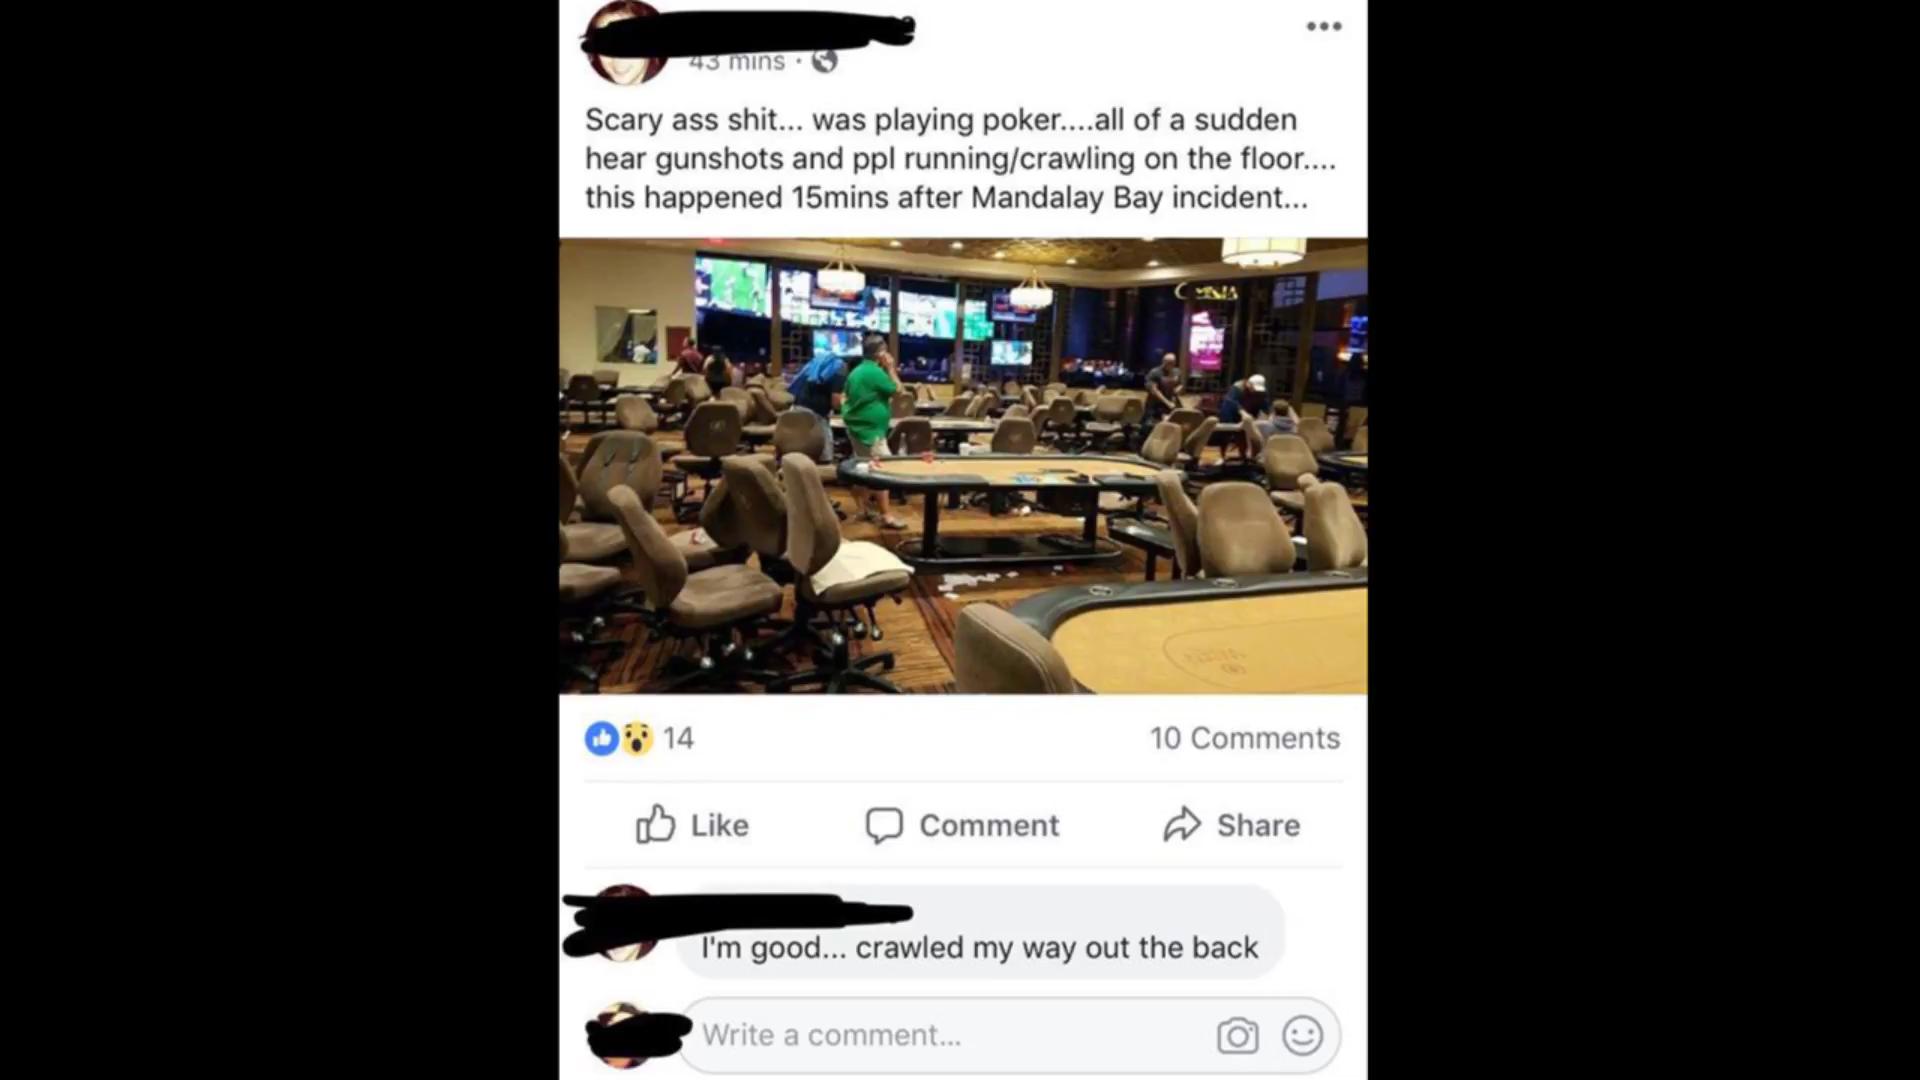 43 mins ·
Scary ass shit... was playing poker....all of a sudden
hear gunshots and ppl running/crawling on the floor....
this happened 15mins after Mandalay Bay incident...
14
10 Comments
Like
Comment
Share
I'm good... crawled my way out the back
Write a comment...